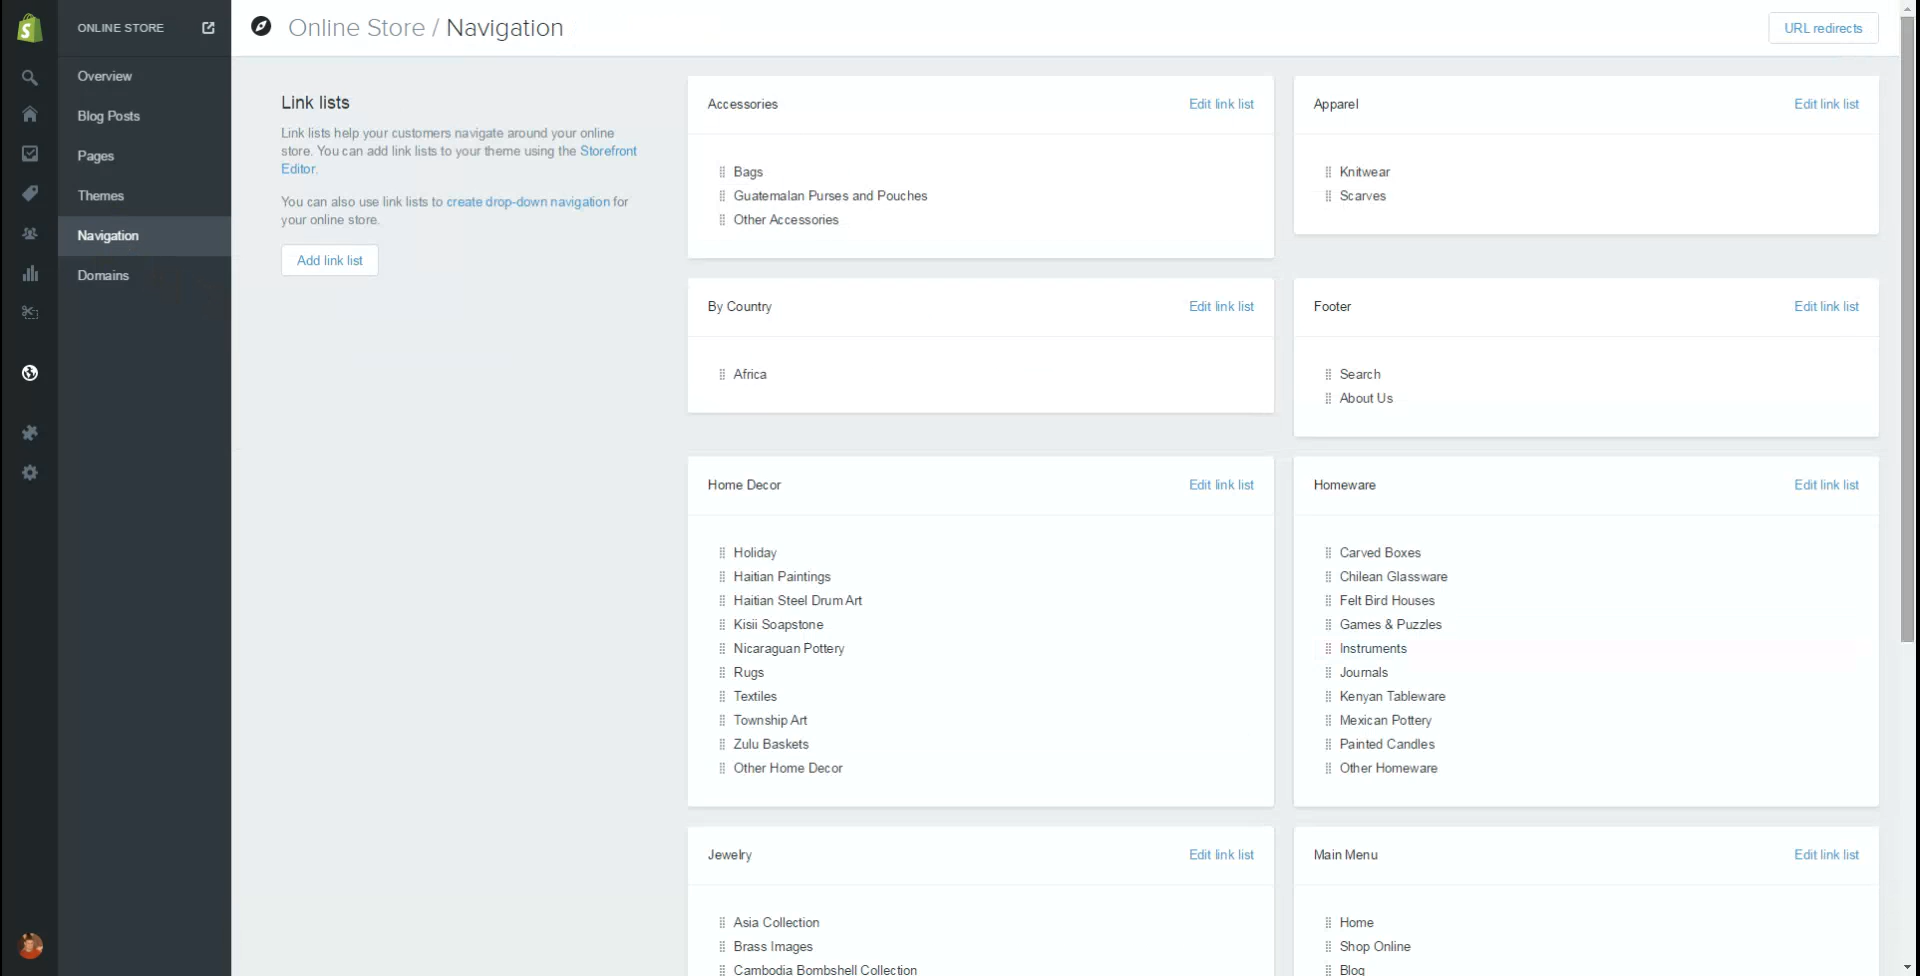 ONLINE STORE
Overview
Blog Posts
Pages
Themes
Navigation
Domains
Online Store / Navigation
URL redirects
Link lists
Link lists help your customers navigate around your online
store. You can add link lists to your theme using the Storefront
Editor.
You can also use link lists to create drop-down navigation for
your online store.
Add link list
Accessories
Edit link list
Bags
Guatemalan Purses and Pouches
Other Accessories
Apparel
Edit link list
Knitwear
Scarves
By Country
Edit link list
Africa
Footer
Edit link list
Search
About Us
Home Decor
Edit link list
Holiday
Haitian Paintings
Haitian Steel Drum Art
Kisii Soapstone
Nicaraguan Pottery
Rugs
Textiles
Township Art
Zulu Baskets
Other Home Decor
Homeware
Edit link list
Carved Boxes
Chilean Glassware
Felt Bird Houses
Games & Puzzles
Instruments
Journals
Kenyan Tableware
Mexican Pottery
Painted Candles
Other Homeware
Jewelry
Edit link list
Asia Collection
Brass Images
Cambodia Bombshell Collection
Main Menu
Edit link list
Home
Shop Online
Blog